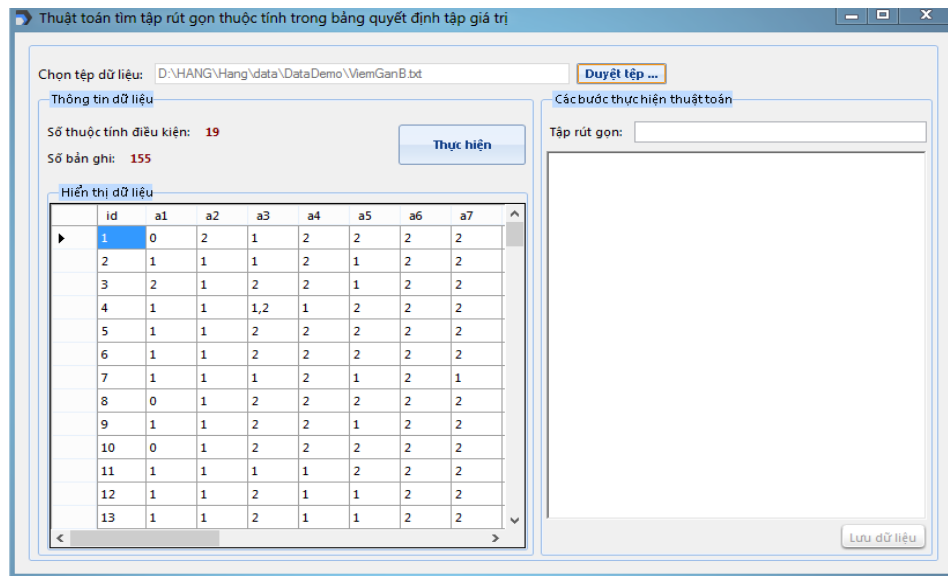 Thuật toán tìm tập rút gọn thuộc tính trong bảng quyết định tập giá trị
Chọn tệp dữ liệu: D:\HANG\Hang\data\DataDemo\ViemGanB.txt Duyệt tệp ...
Thông tin dữ liệu
Số thuộc tính điều kiện: 19
Số bản ghi: 155
Thực hiện
Hiển thị dữ liệu
id a1 a2 a3 a4 a5 a6 a7
1 0 2 1 2 2 2 2
2 1 1 1 2 1 2 2
3 2 1 2 2 1 2 2
4 1 1 1,2 1 2 2 2
5 1 1 2 2 2 2 2
6 1 1 2 2 2 2 2
7 1 1 1 2 1 2 1
8 0 1 2 2 2 2 2
9 1 1 2 2 1 2 2
10 0 1 2 2 2 2 2
11 1 1 1 1 2 2 2
12 1 1 2 1 1 2 2
13 1 1 2 1 1 2 2
Các bước thực hiện thuật toán
Tập rút gọn:
Lưu dữ liệu